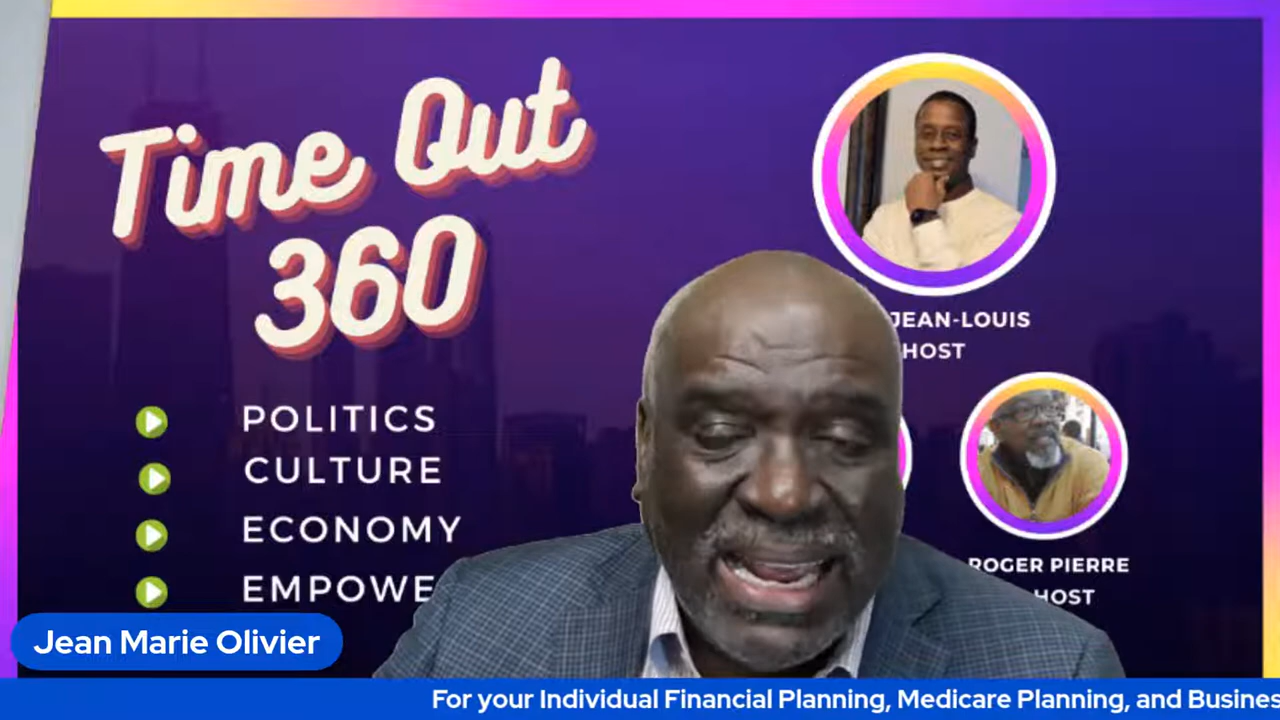 Time Out
360
JEAN-LOUIS
HOST
POLITICS
CULTURE
ECONOMY
EMPOWE
ROGER PIERRE
HOST
Jean Marie Olivier
For your Individual Financial Planning, Medicare Planning, and Busines